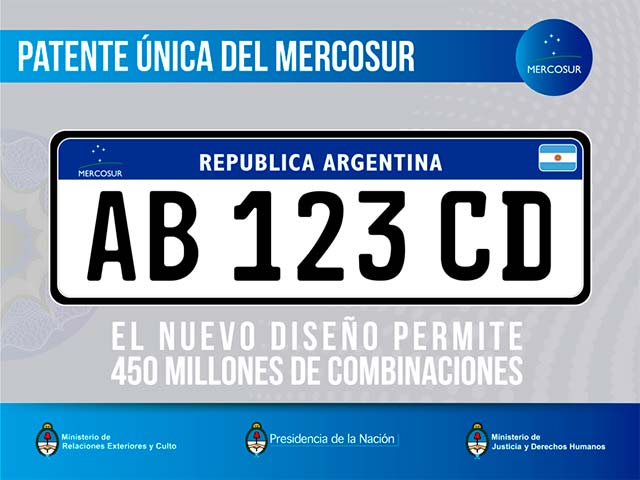 PATENTE ÚNICA DEL MERCOSUR
MERCOSUR
MERCOSUR
REPUBLICA ARGENTINA
AB 123 CD
EL NUEVO DISEÑO PERMITE
450 MILLONES DE COMBINACIONES
Ministerio de
Relaciones Exteriores y Culto
Presidencia de la Nación
Ministerio de
Justicia y Derechos Humanos